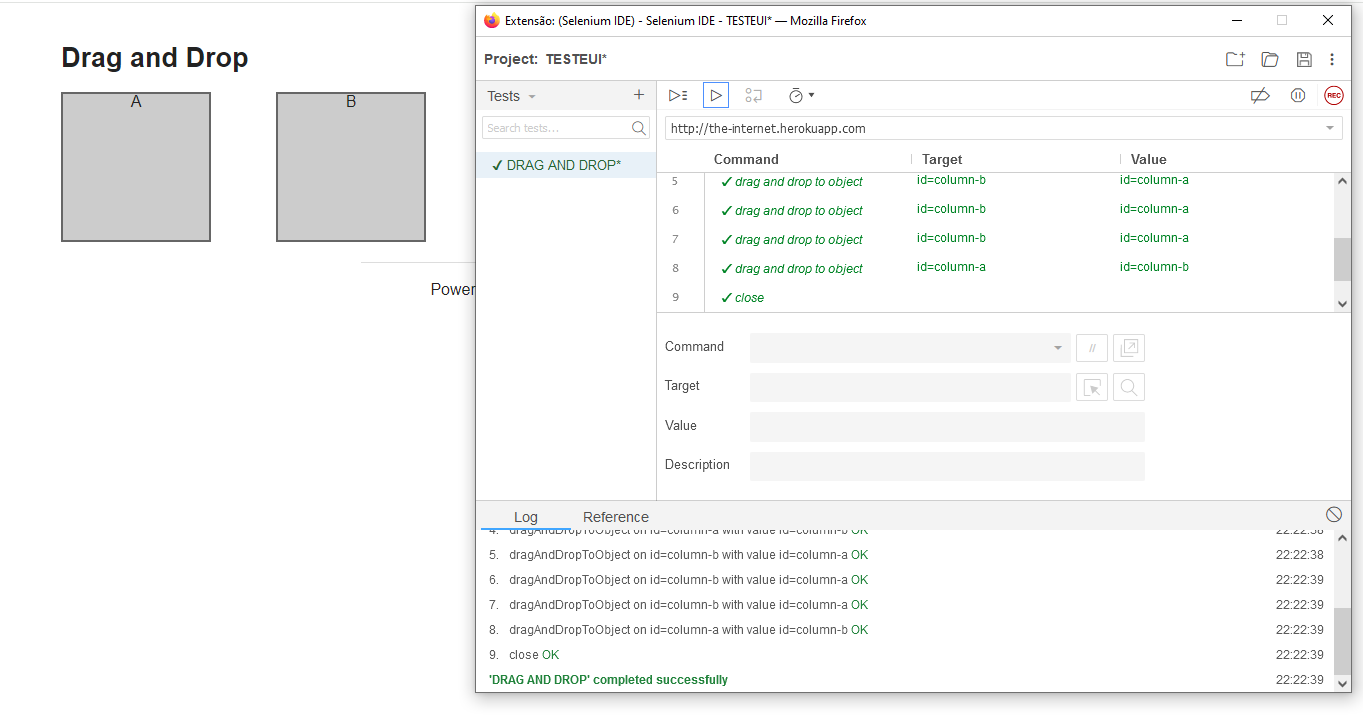 Drag and Drop
A
B
Power
Extensão: (Selenium IDE) - Selenium IDE - TESTEUI* — Mozilla Firefox
Project: TESTEUI*
Tests
+
REC
Search tests...
http://the-internet.herokuapp.com
✓ DRAG AND DROP*
Command Target Value
5 ✓ drag and drop to object id=column-b id=column-a
6 ✓ drag and drop to object id=column-b id=column-a
7 ✓ drag and drop to object id=column-b id=column-a
8 ✓ drag and drop to object id=column-a id=column-b
9 ✓ close
Command
//
Target
Value
Description
Log Reference
4. dragAndDropToObject on id=column-a with value id=column-b OK 22:22:38
5. dragAndDropToObject on id=column-b with value id=column-a OK 22:22:38
6. dragAndDropToObject on id=column-b with value id=column-a OK 22:22:39
7. dragAndDropToObject on id=column-b with value id=column-a OK 22:22:39
8. dragAndDropToObject on id=column-a with value id=column-b OK 22:22:39
9. close OK 22:22:39
'DRAG AND DROP' completed successfully 22:22:39